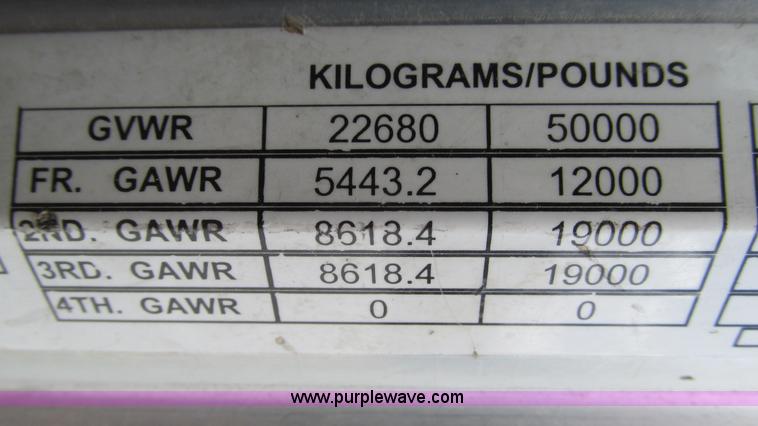 KILOGRAMS/POUNDS
GVWR 22680 50000
FR. GAWR 5443.2 12000
2ND. GAWR 8618.4 19000
3RD. GAWR 8618.4 19000
4TH. GAWR 0 0
www.purplewave.com